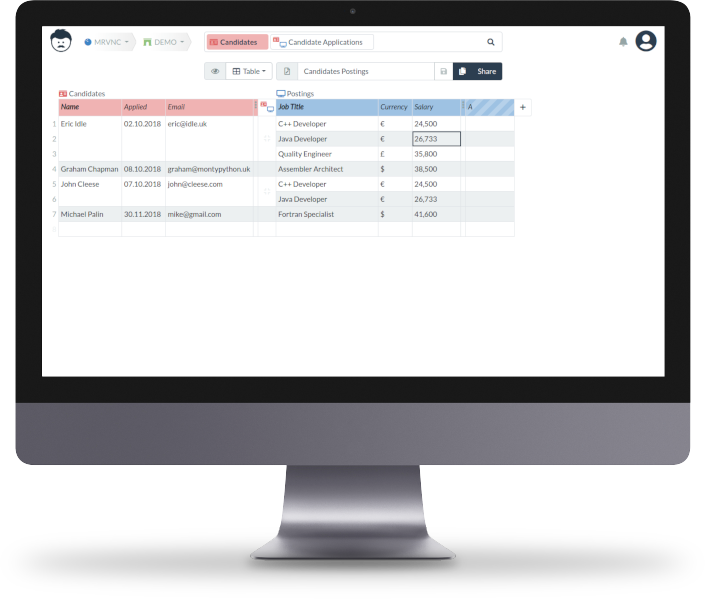 MRVNC DEMO Candidates Candidate Applications
Table Candidates Postings Share
Candidates Postings
Name Applied Email Job Title Currency Salary A +
1 Eric Idle 02.10.2018 eric@idle.uk C++ Developer € 24,500
2 Java Developer € 26,733
3 Quality Engineer £ 35,800
4 Graham Chapman 08.10.2018 graham@montypython.uk Assembler Architect $ 38,500
5 John Cleese 07.10.2018 john@cleese.com C++ Developer € 24,500
6 Java Developer € 26,733
7 Michael Palin 30.11.2018 mike@gmail.com Fortran Specialist $ 41,600